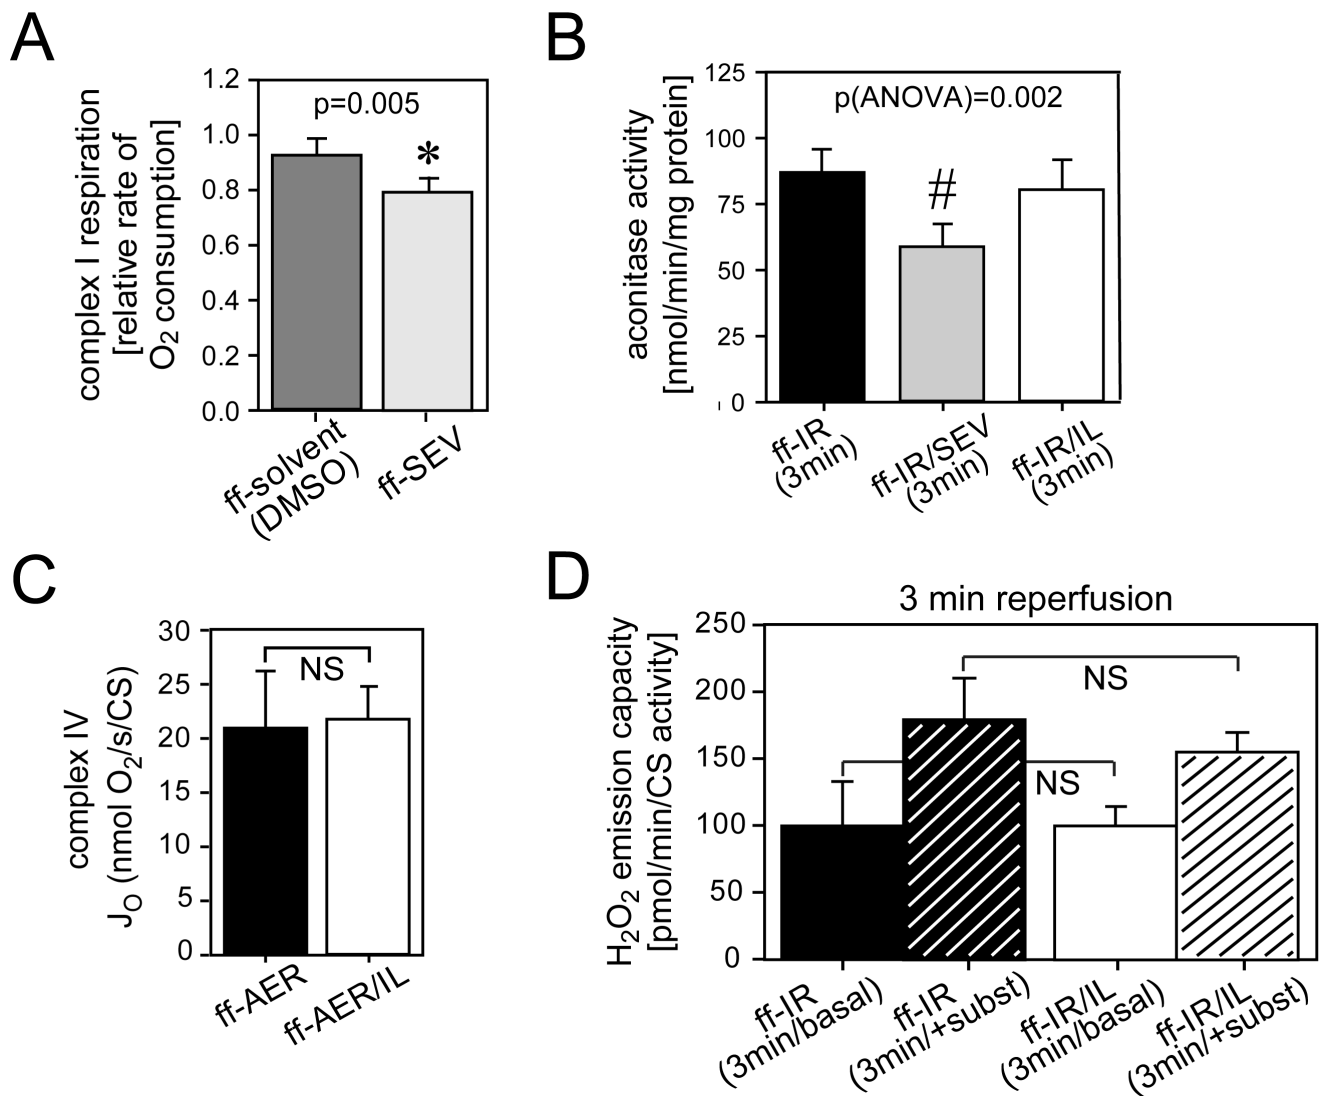 A
complex I respiration
[relative rate of
O2 consumption]
1.2
1.0
0.8
0.6
0.4
0.2
0.0
p=0.005
*
ff-solvent
(DMSO)
ff-SEV
B
aconitase activity
[nmol/min/mg protein]
125
100
75
50
25
0
p(ANOVA)=0.002
#
ff-IR
(3min)
ff-IR/SEV
(3min)
ff-IR/IL
(3min)
C
complex IV
JO (nmol O2/s/CS)
30
25
20
15
10
5
0
NS
ff-AER
ff-AER/IL
D
3 min reperfusion
H2O2 emission capacity
[pmol/min/CS activity]
250
200
150
100
50
0
NS
NS
ff-IR
(3min/basal)
ff-IR
(3min/+subst)
ff-IR/IL
(3min/basal)
ff-IR/IL
(3min/+subst)